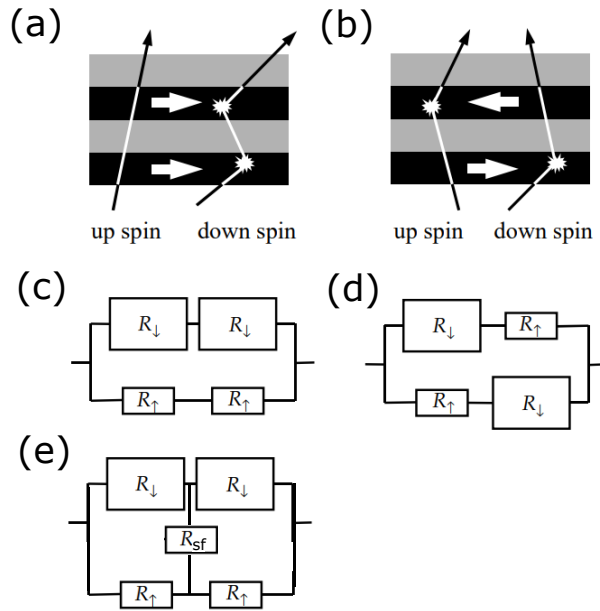 (a)
(b)
up spin down spin
up spin down spin
(c)
(d)
R↓ R↓
R↑ R↑
R↓ R↑
R↑ R↓
(e)
R↓ R↓
Rsf
R↑ R↑